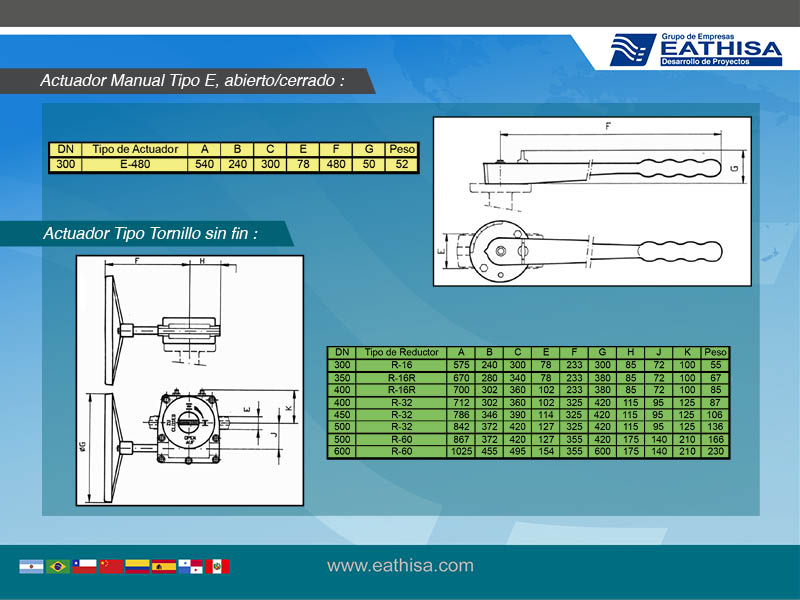 Grupo de Empresas
EATHISA
Desarrollo de Proyectos
Actuador Manual Tipo E, abierto/cerrado :
DN Tipo de Actuador A B C E F G Peso
300 E-480 540 240 300 78 480 50 52
F
G
E
Actuador Tipo Tornillo sin fin :
F H
E
K
J
ØG
ZU
CLOSED
OPEN
AUF
DN Tipo de Reductor A B C E F G H J K Peso
300 R-16 575 240 300 78 233 300 85 72 100 55
350 R-16R 670 280 340 78 233 380 85 72 100 67
400 R-16R 700 302 360 102 233 380 85 72 100 85
400 R-32 712 302 360 102 325 420 115 95 125 87
450 R-32 786 346 390 114 325 420 115 95 125 106
500 R-32 842 372 420 127 325 420 115 95 125 136
500 R-60 867 372 420 127 355 420 175 140 210 166
600 R-60 1025 455 495 154 355 600 175 140 210 230
www.eathisa.com